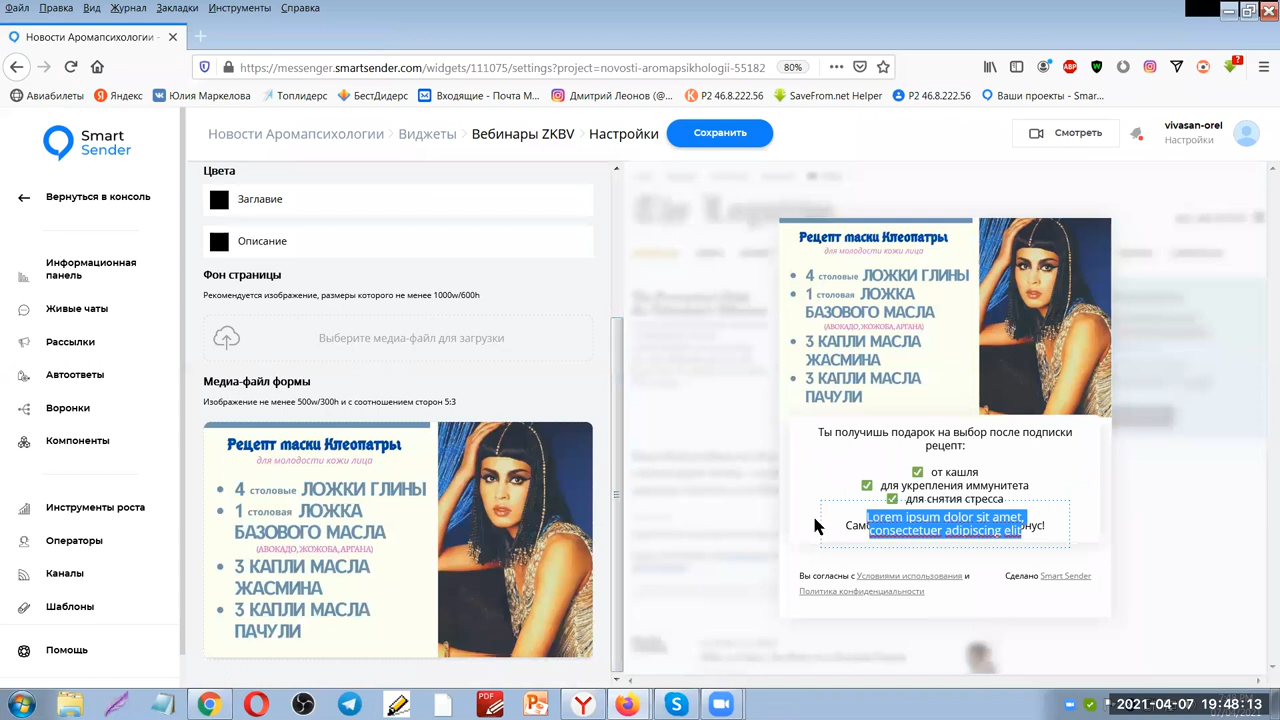 Файл Правка Вид Журнал Закладки Инструменты Справка
Новости Аромапсихологии -
https://messenger.smartsender.com/widgets/111075/settings?project=novosti-aromapsikhologii-55182 80%
ABP
Авиабилеты Яндекс Юлия Маркелова Топлидерс БестДидерс Входящие - Почта M... Дмитрий Леонов (@... P2 46.8.222.56 SaveFrom.net Helper P2 46.8.222.56 Ваши проекты - Smar...
Smart Sender
Новости Аромапсихологии Виджеты Вебинары ZKBV Настройки Сохранить Смотреть vivasan-orel
Настройки
Вернуться в консоль
Информационная панель
Живые чаты
Рассылки
Автоответы
Воронки
Компоненты
Инструменты роста
Операторы
Каналы
Шаблоны
Помощь
Цвета
Заглавие
Описание
Фон страницы
Рекомендуется изображение, размеры которого не менее 1000w/600h
Выберите медиа-файл для загрузки
Медиа-файл формы
Изображение не менее 500w/300h и с соотношением сторон 5:3
Рецепт маски Клеопатры
для молодости кожи лица
4 столовые ЛОЖКИ ГЛИНЫ
1 столовая ЛОЖКА
БАЗОВОГО МАСЛА
(АВОКАДО, ЖОЖОБА, АРГАНА)
3 КАПЛИ МАСЛА
ЖАСМИНА
3 КАПЛИ МАСЛА
ПАЧУЛИ
Рецепт маски Клеопатры
для молодости кожи лица
4 столовые ЛОЖКИ ГЛИНЫ
1 столовая ЛОЖКА
БАЗОВОГО МАСЛА
(АВОКАДО, ЖОЖОБА, АРГАНА)
3 КАПЛИ МАСЛА
ЖАСМИНА
3 КАПЛИ МАСЛА
ПАЧУЛИ
Ты получишь подарок на выбор после подписки
рецепт:
от кашля
для укрепления иммунитета
для снятия стресса
Lorem ipsum dolor sit amet,
consectetuer adipiscing elit
Вы согласны с Условиями использования и
Политика конфиденциальности
Сделано Smart Sender
PDF
2021-04-07 19:48:13